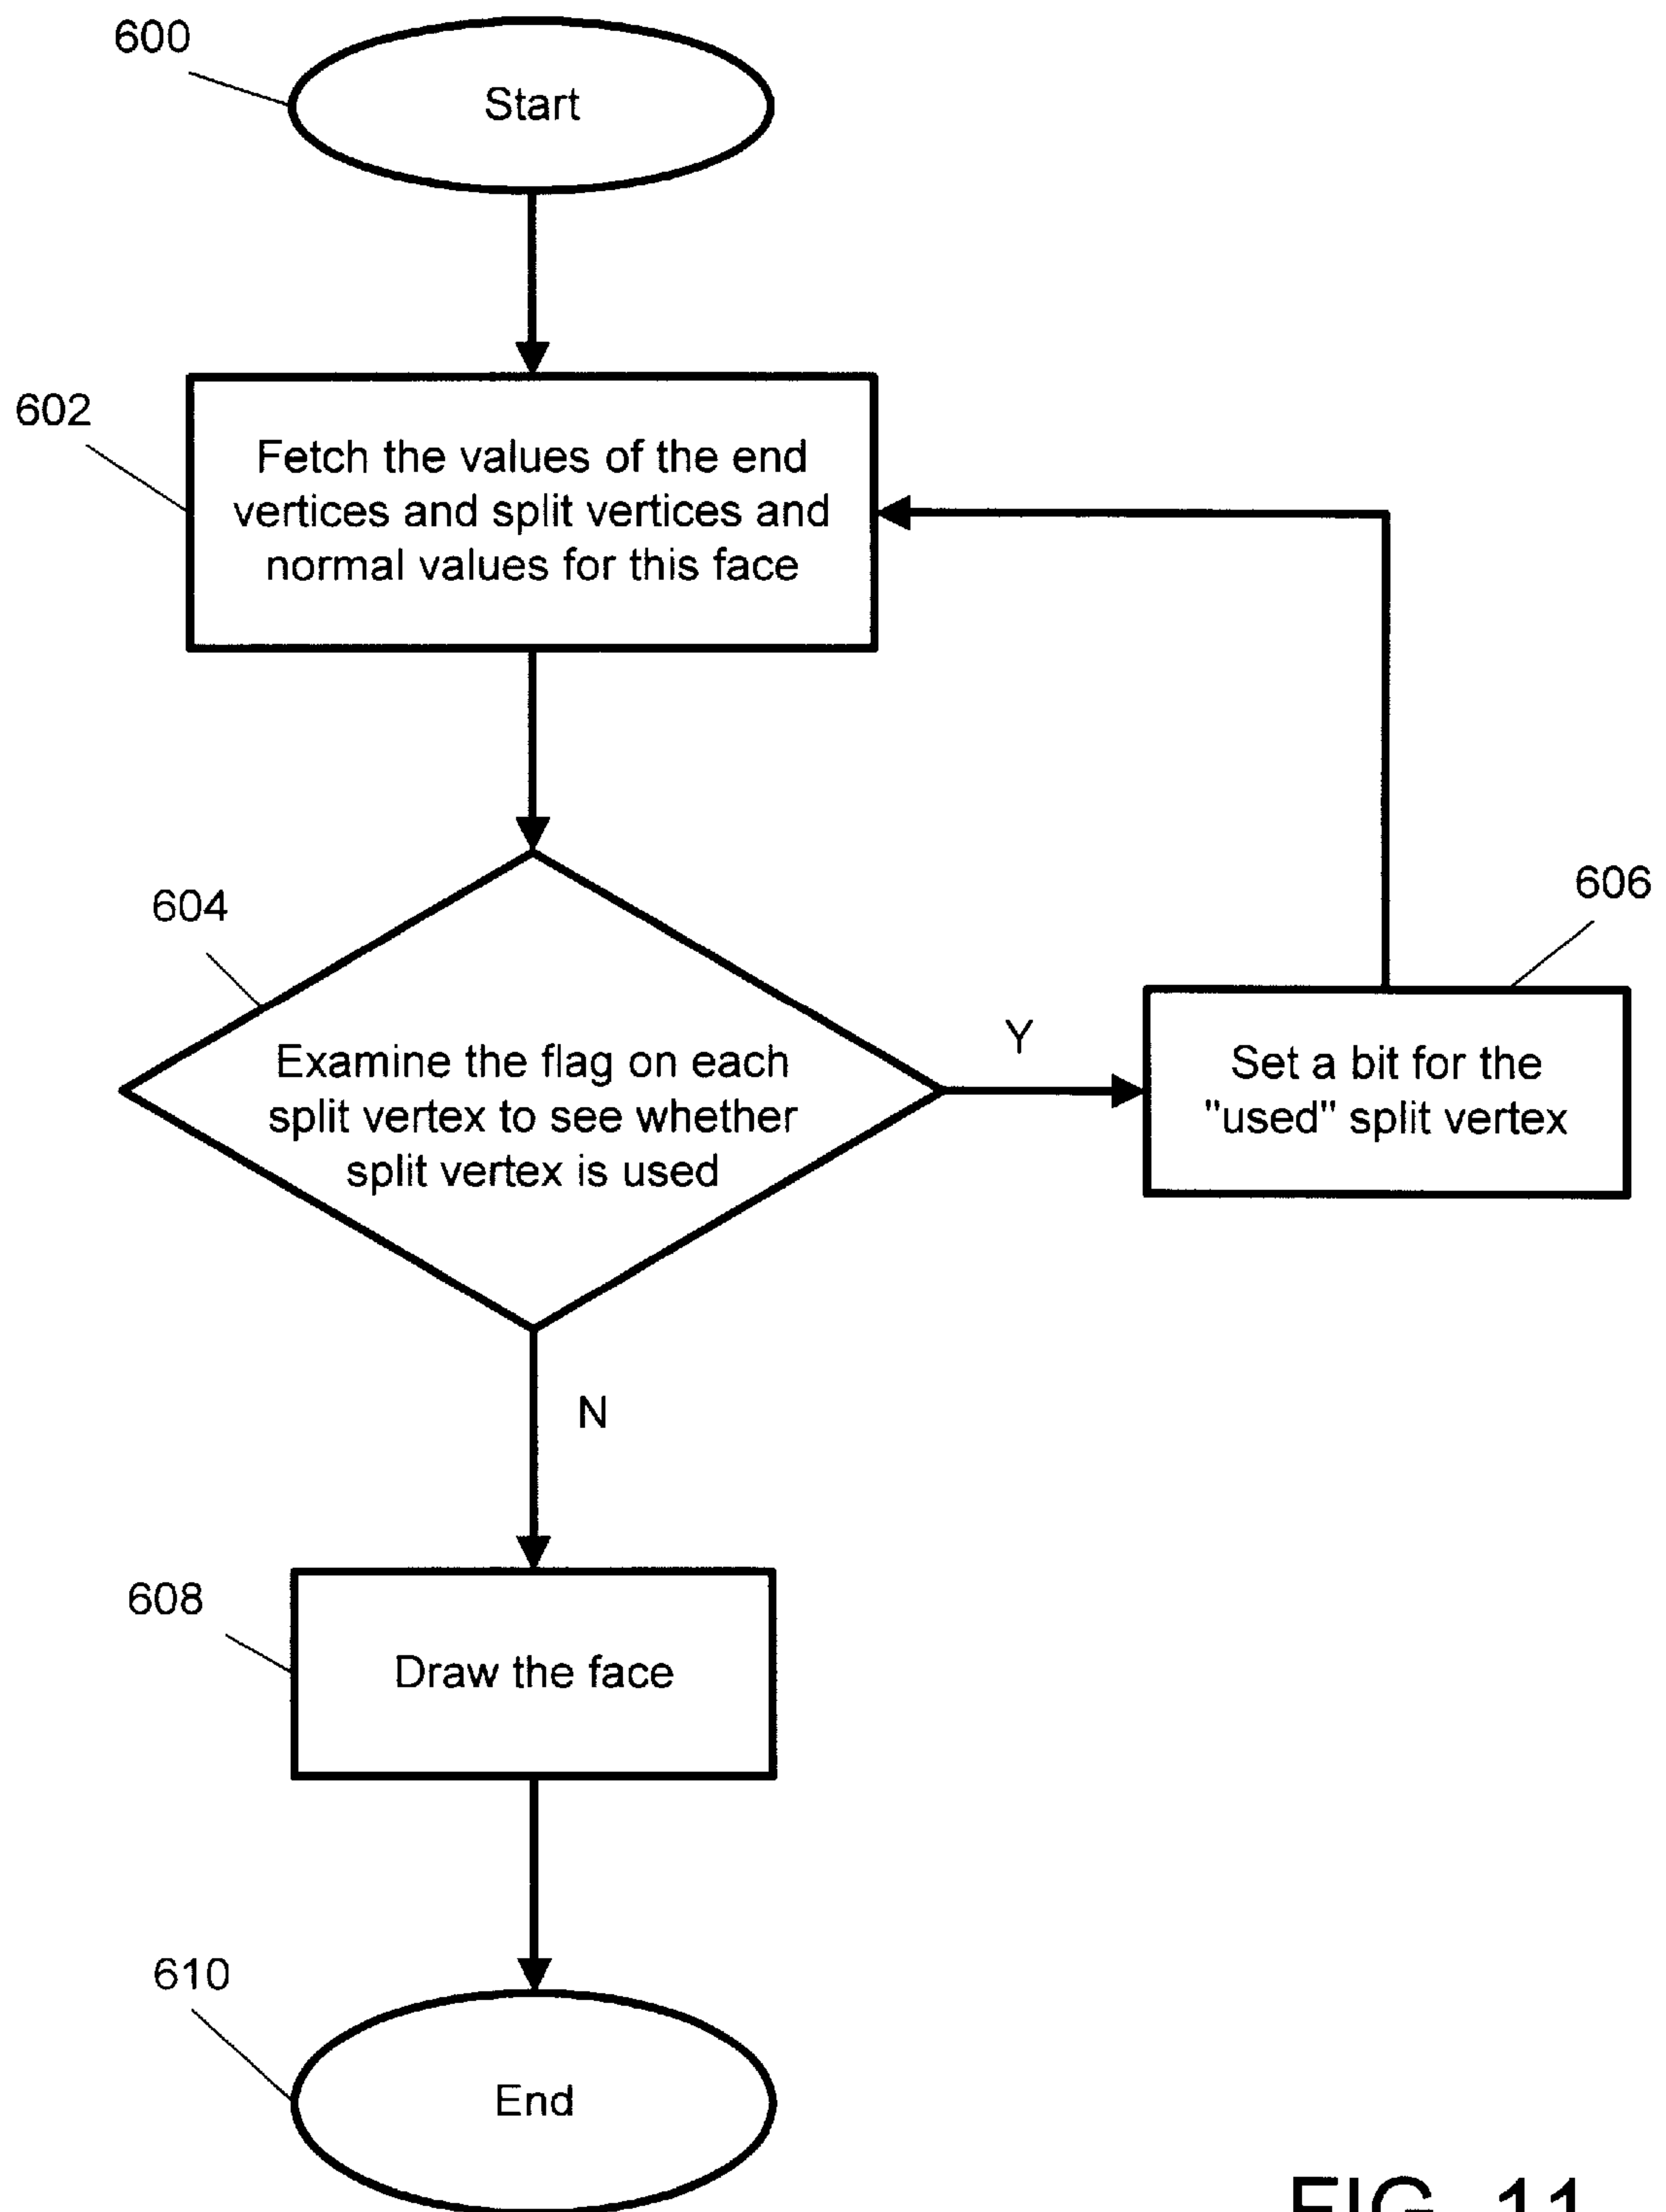 600
Start
602
Fetch the values of the end
vertices and split vertices and
normal values for this face
604
Examine the flag on each
split vertex to see whether
split vertex is used
Y
606
Set a bit for the
"used" split vertex
N
608
Draw the face
610
End
FIG. 11